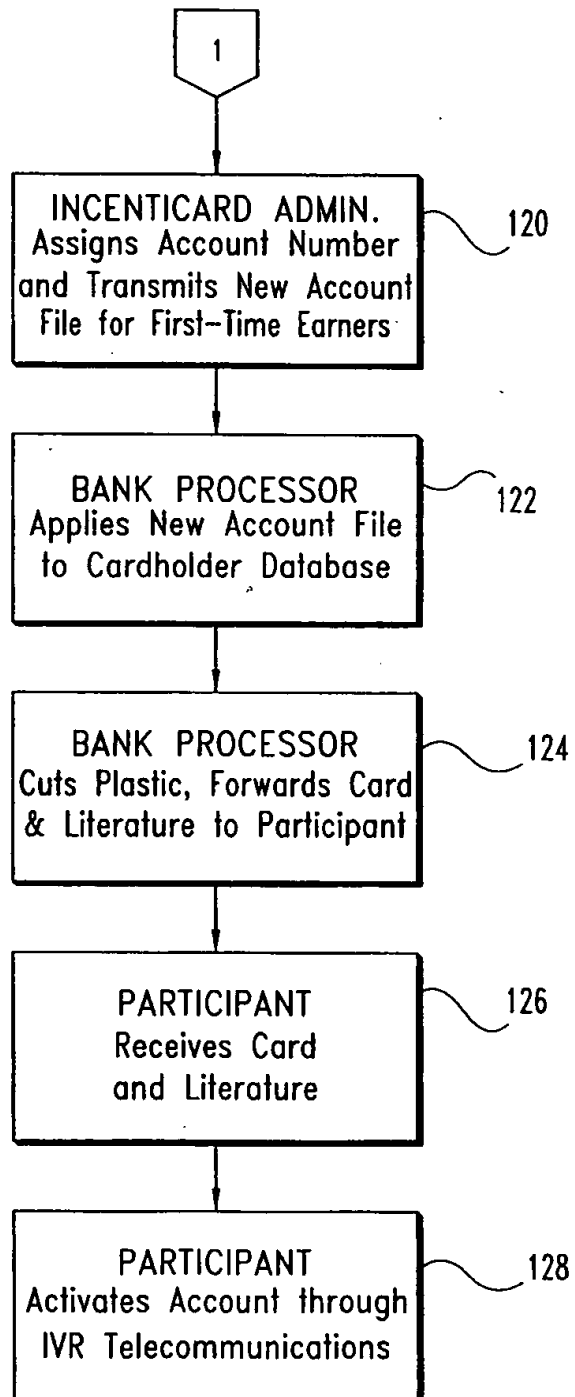 1
INCENTICARD ADMIN.
Assigns Account Number
and Transmits New Account
File for First-Time Earners
120
BANK PROCESSOR
Applies New Account File
to Cardholder Database
122
BANK PROCESSOR
Cuts Plastic, Forwards Card
& Literature to Participant
124
PARTICIPANT
Receives Card
and Literature
126
PARTICIPANT
Activates Account through
IVR Telecommunications
128